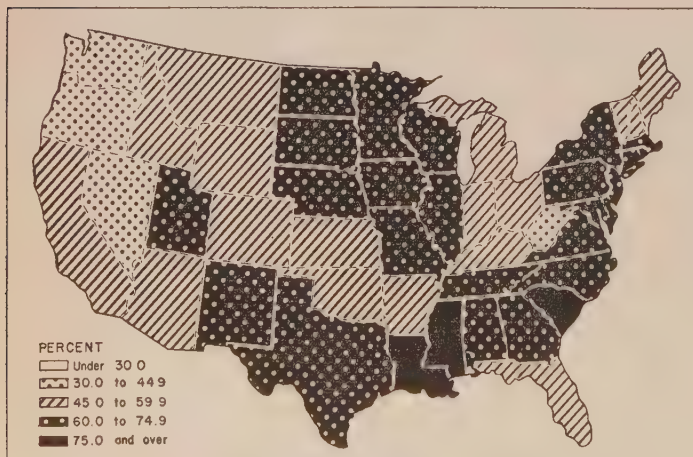 PERCENT
Under 30 0
30.0 to 44 9
45.0 to 59 9
60.0 to 74.9
75.0 and over